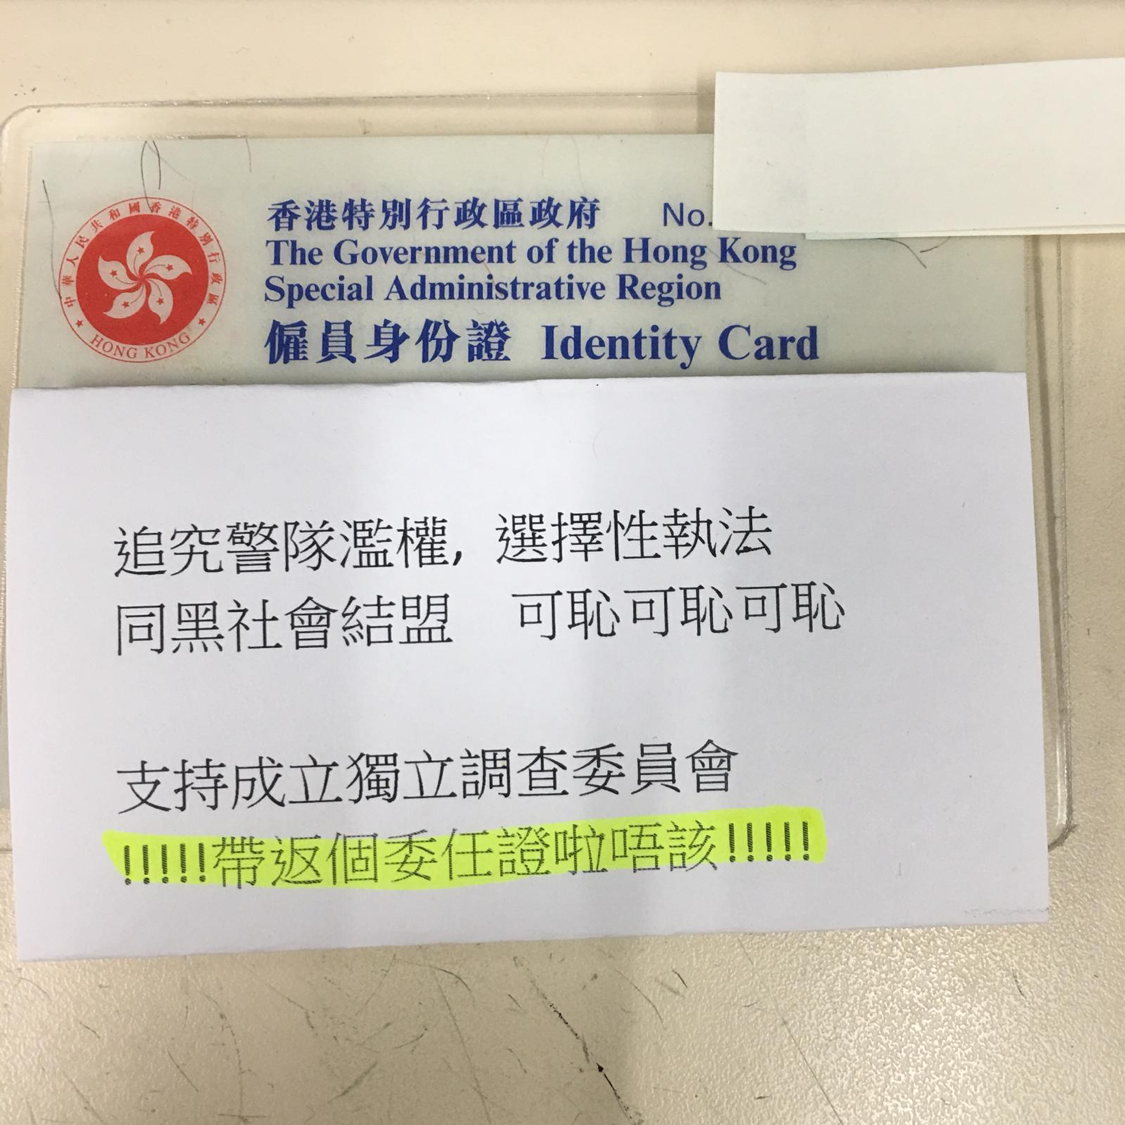 香港特別行政區政府 No.
The Government of the Hong Kong
Special Administrative Region
僱員身份證 Identity Card
中華人民共和國香港特別行政區
HONG KONG
追究警隊濫權, 選擇性執法
同黑社會結盟 可恥可恥可恥
支持成立獨立調查委員會
!!!!!帶返個委任證啦唔該!!!!!